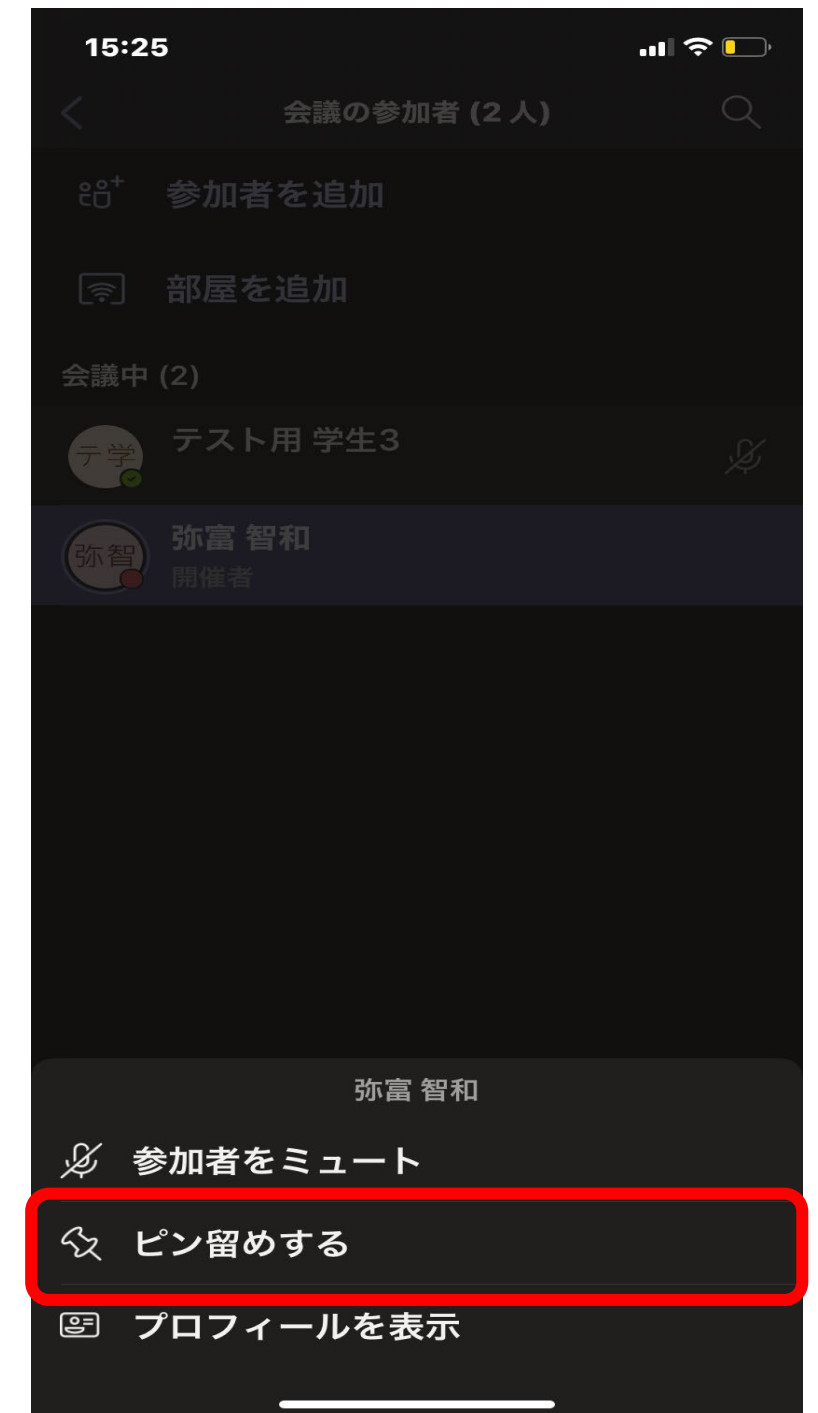 15:25
会議の参加者 (2 人)
参加者を追加
部屋を追加
会議中 (2)
テ学
テスト用 学生3
弥智
弥富 智和
開催者
弥富 智和
参加者をミュート
ピン留めする
プロフィールを表示